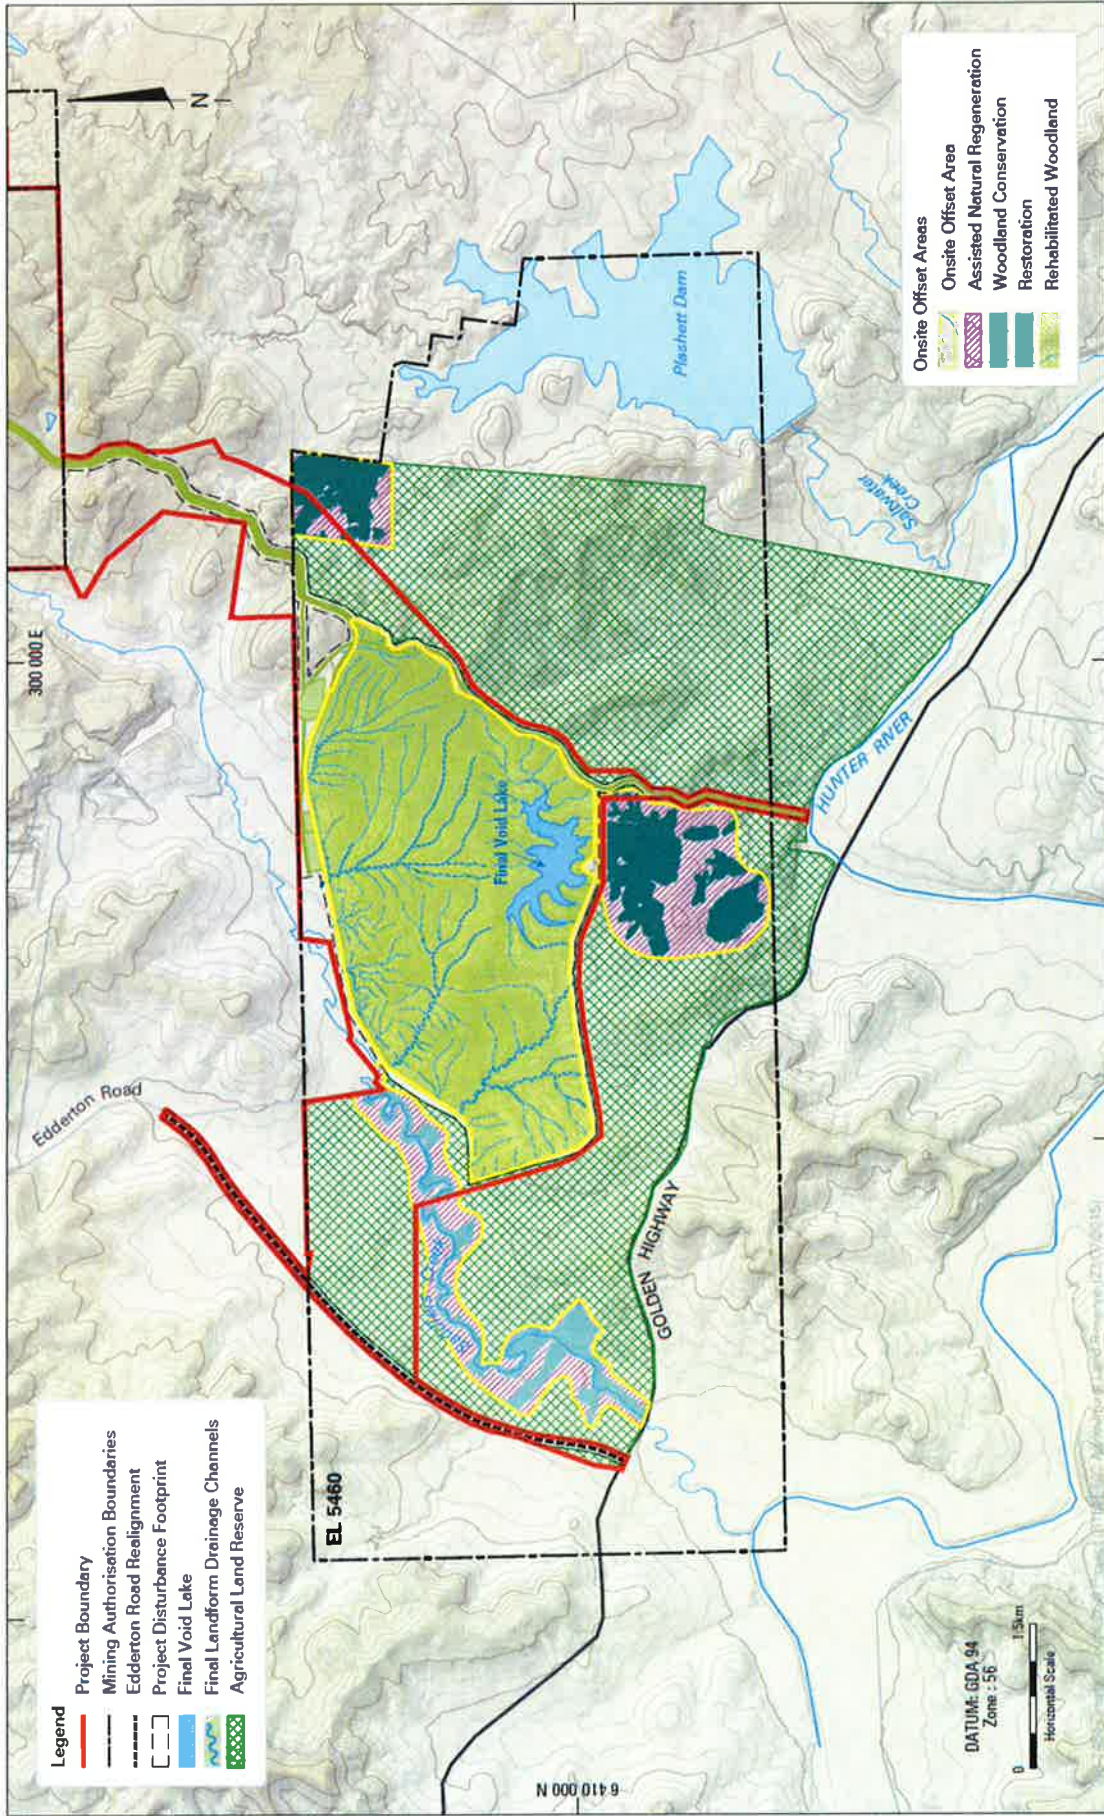 Legend
Project Boundary
Mining Authorisation Boundaries
Edderton Road Realignment
Project Disturbance Footprint
Final Void Lake
Final Landform Drainage Channels
Agricultural Land Reserve
EL 5460
Edderton Road
300 000 E
N
Final Void Lake
Plashett Dam
Saltwater
Creek
HUNTER RIVER
GOLDEN HIGHWAY
6 410 000 N
DATUM: GDA 94
Zone : 56
0
1.5km
Horizontal Scale
Onsite Offset Areas
Onsite Offset Area
Assisted Natural Regeneration
Woodland Conservation
Restoration
Rehabilitated Woodland